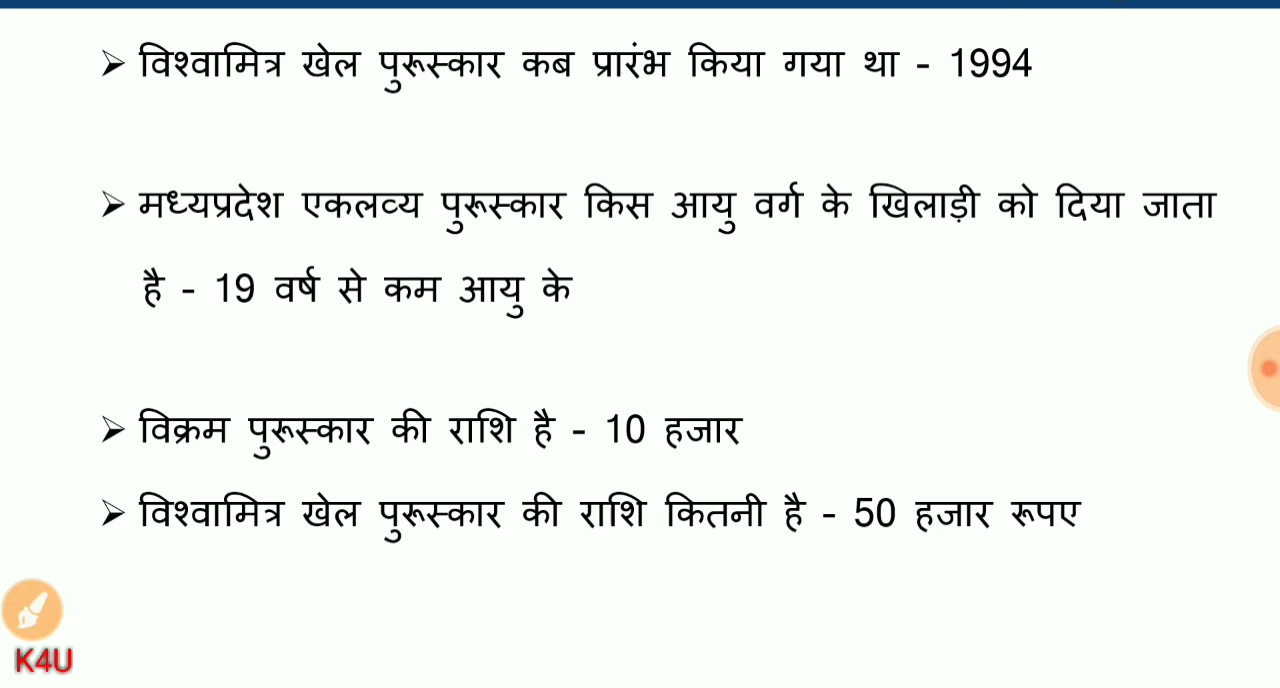 ➢ विश्वामित्र खेल पुरूस्कार कब प्रारंभ किया गया था - 1994
➢ मध्यप्रदेश एकलव्य पुरूस्कार किस आयु वर्ग के खिलाड़ी को दिया जाता
है - 19 वर्ष से कम आयु के
➢ विक्रम पुरूस्कार की राशि है - 10 हजार
➢ विश्वामित्र खेल पुरूस्कार की राशि कितनी है - 50 हजार रूपए
K4U